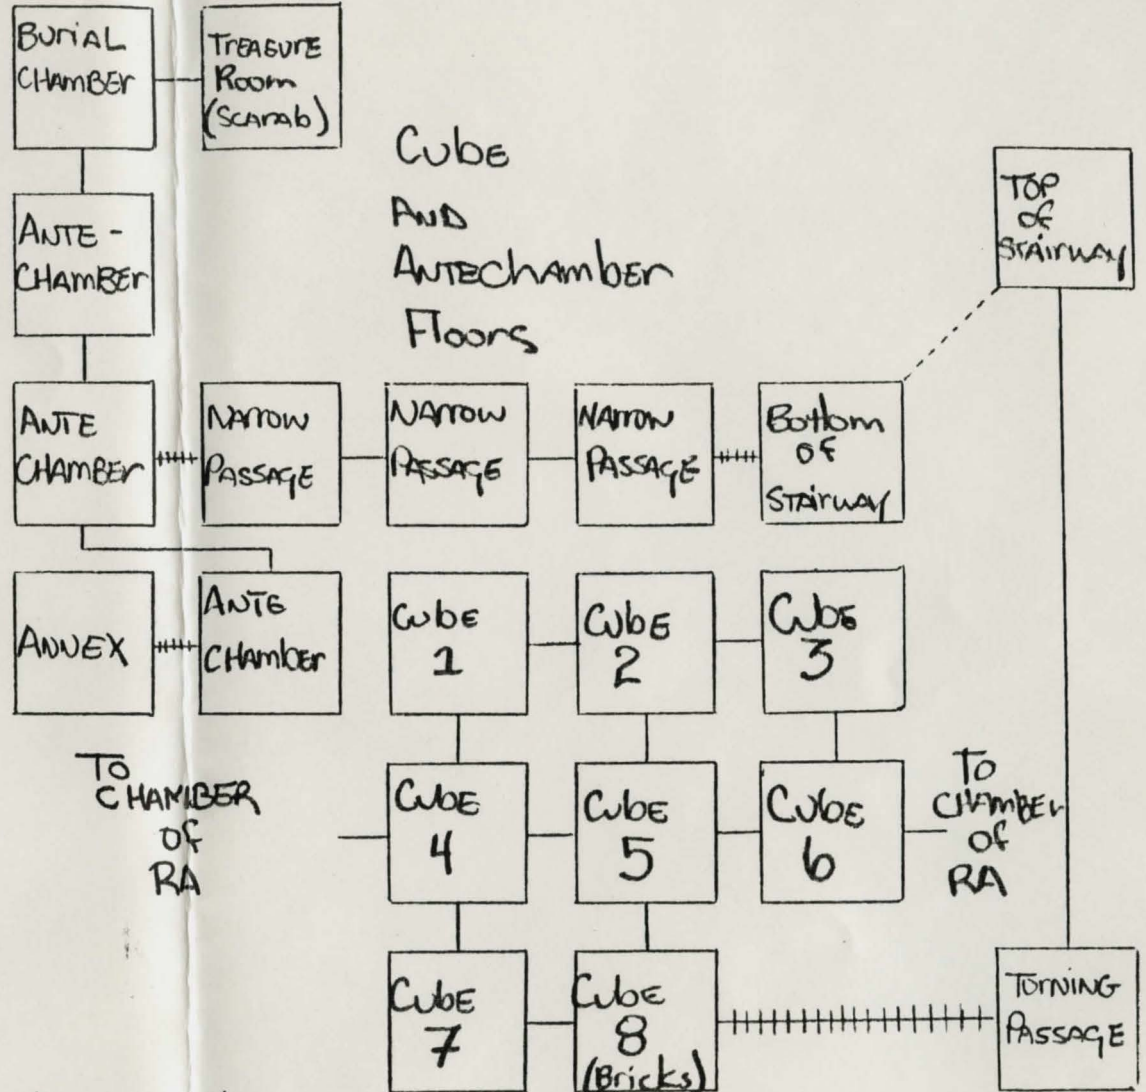 Burial
Chamber
Treasure
Room
(Scarab)
Cube
And
Antechamber
Floors
Top
of
Stairway
Ante-
Chamber
Ante
Chamber
Narrow
Passage
Narrow
Passage
Narrow
Passage
Bottom
of
Stairway
Annex
Ante
Chamber
Cube
1
Cube
2
Cube
3
To
Chamber
of
Ra
Cube
4
Cube
5
Cube
6
To
Chamber
of
Ra
Cube
7
Cube
8
(Bricks)
Turning
Passage